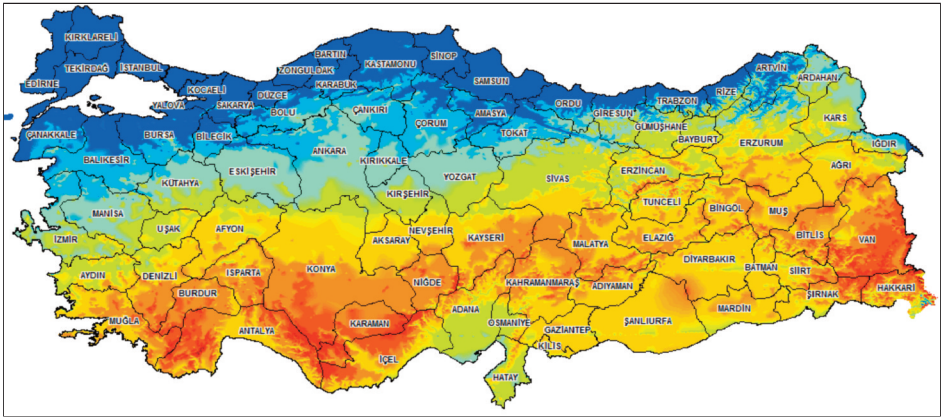 KIRKLARELİ
TEKİRDAĞ
İSTANBUL
EDİRNE
KOCAELİ
YALOVA
SAKARYA
DÜZCE
BOLU
ZONGULDAK
BARTIN
KARABÜK
KASTAMONU
SİNOP
SAMSUN
ÇANKIRI
ÇORUM
AMASYA
TOKAT
ORDU
GİRESUN
TRABZON
RİZE
ARTVİN
ARDAHAN
GÜMÜŞHANE
BAYBURT
KARS
IĞDIR
ÇANAKKALE
BURSA
BİLECİK
BALIKESİR
KÜTAHYA
ESKİŞEHİR
ANKARA
KIRIKKALE
KIRŞEHİR
YOZGAT
SİVAS
ERZİNCAN
ERZURUM
AĞRI
MANİSA
İZMİR
UŞAK
AFYON
AKSARAY
NEVŞEHİR
KAYSERİ
MALATYA
TUNCELİ
ELAZIĞ
BİNGÖL
MUŞ
BİTLİS
VAN
AYDIN
DENİZLİ
ISPARTA
BURDUR
KONYA
NİĞDE
KAHRAMANMARAŞ
ADIYAMAN
DİYARBAKIR
BATMAN
SİİRT
ŞIRNAK
HAKKARİ
MUĞLA
ANTALYA
KARAMAN
İÇEL
ADANA
OSMANİYE
GAZİANTEP
KİLİS
ŞANLIURFA
MARDİN
HATAY